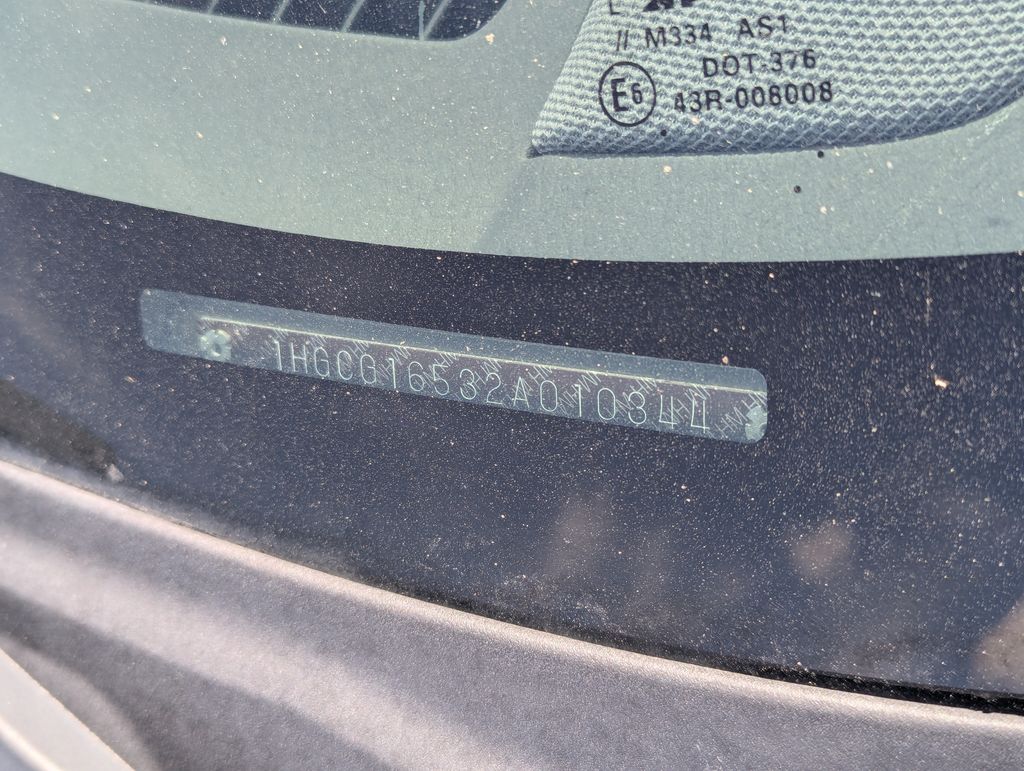 // M334 AS1
DOT-376
E6 43R-008008
1HGCG16532A010344